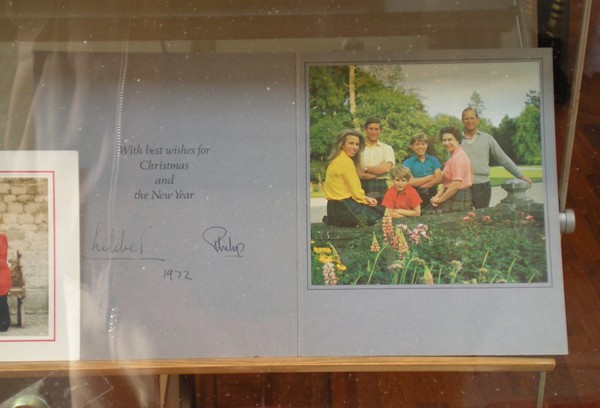 With best wishes for
Christmas
and
the New Year
Philip
1972